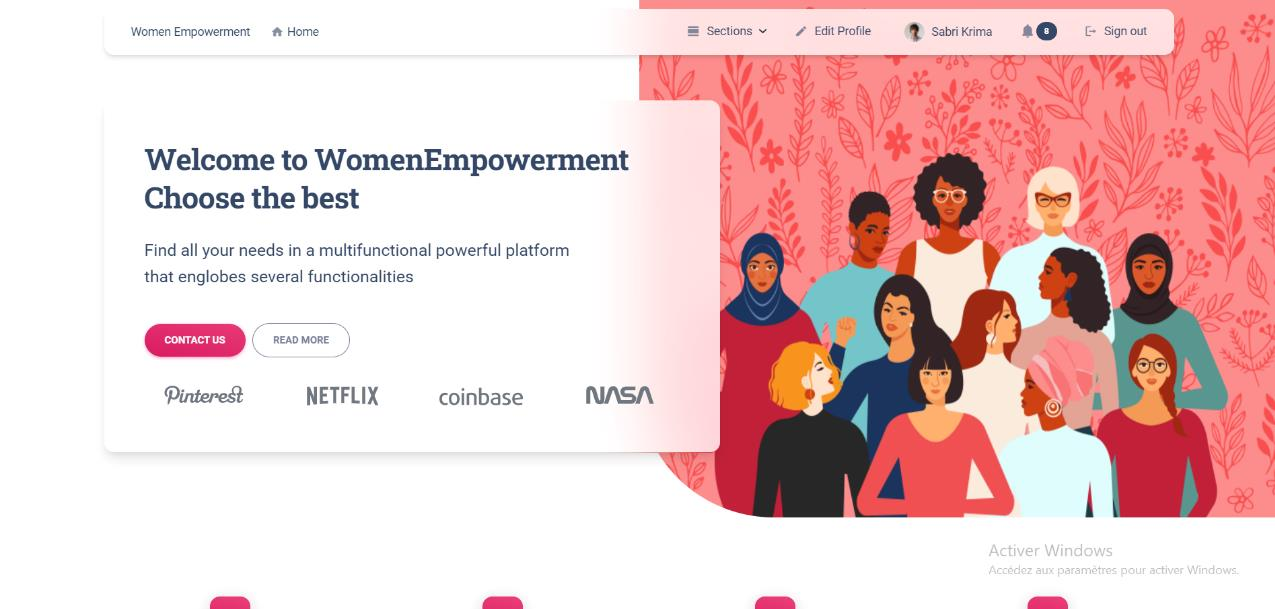 Women Empowerment Home Sections Edit Profile Sabri Krima 8 Sign out
Welcome to WomenEmpowerment
Choose the best
Find all your needs in a multifunctional powerful platform
that englobes several functionalities
CONTACT US READ MORE
Pinterest NETFLIX coinbase NASA
Activer Windows
Accédez aux paramètres pour activer Windows.